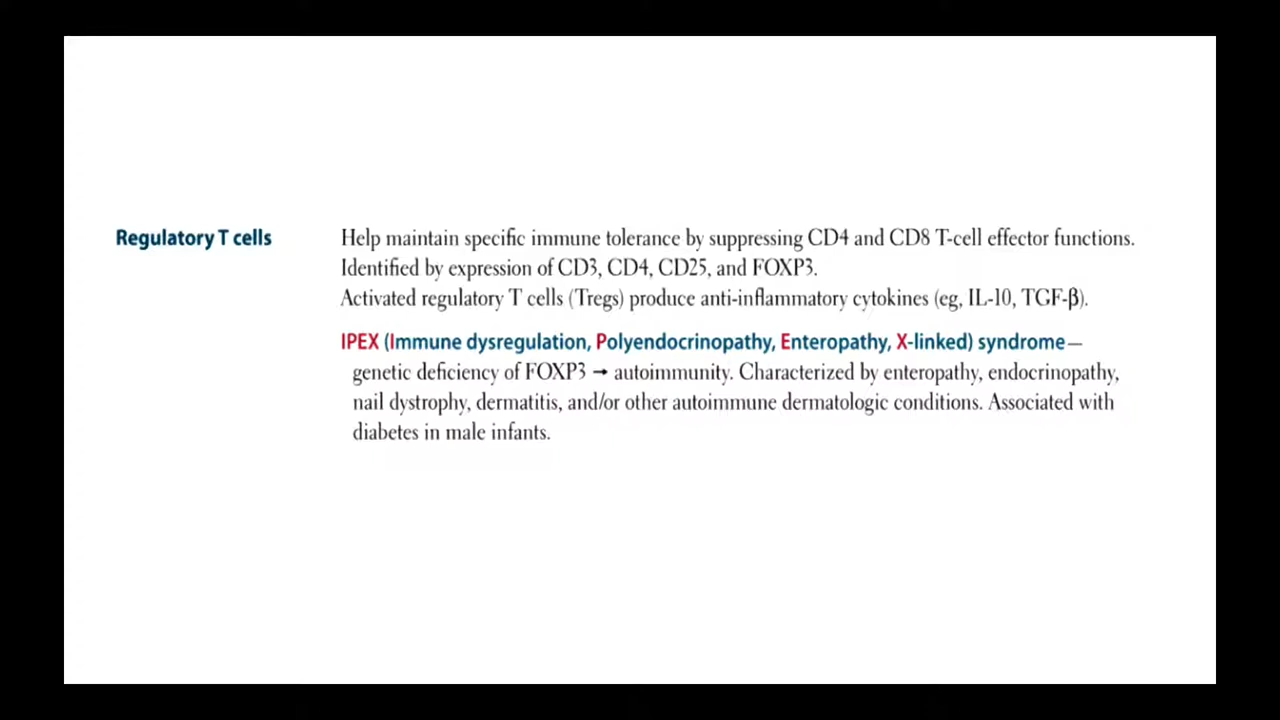 Regulatory T cells
Help maintain specific immune tolerance by suppressing CD4 and CD8 T-cell effector functions.
Identified by expression of CD3, CD4, CD25, and FOXP3.
Activated regulatory T cells (Tregs) produce anti-inflammatory cytokines (eg, IL-10, TGF-β).
IPEX (Immune dysregulation, Polyendocrinopathy, Enteropathy, X-linked) syndrome—
genetic deficiency of FOXP3 → autoimmunity. Characterized by enteropathy, endocrinopathy,
nail dystrophy, dermatitis, and/or other autoimmune dermatologic conditions. Associated with
diabetes in male infants.